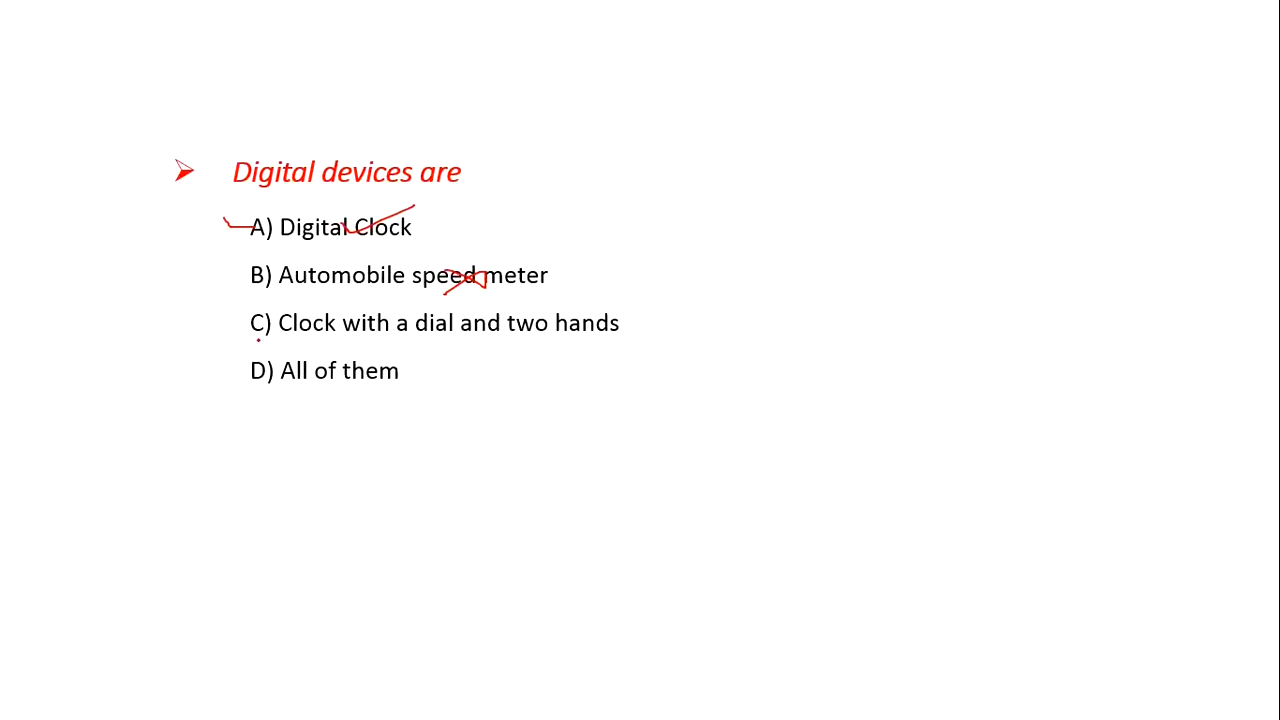 Digital devices are
A) Digital Clock
B) Automobile speed meter
C) Clock with a dial and two hands
D) All of them